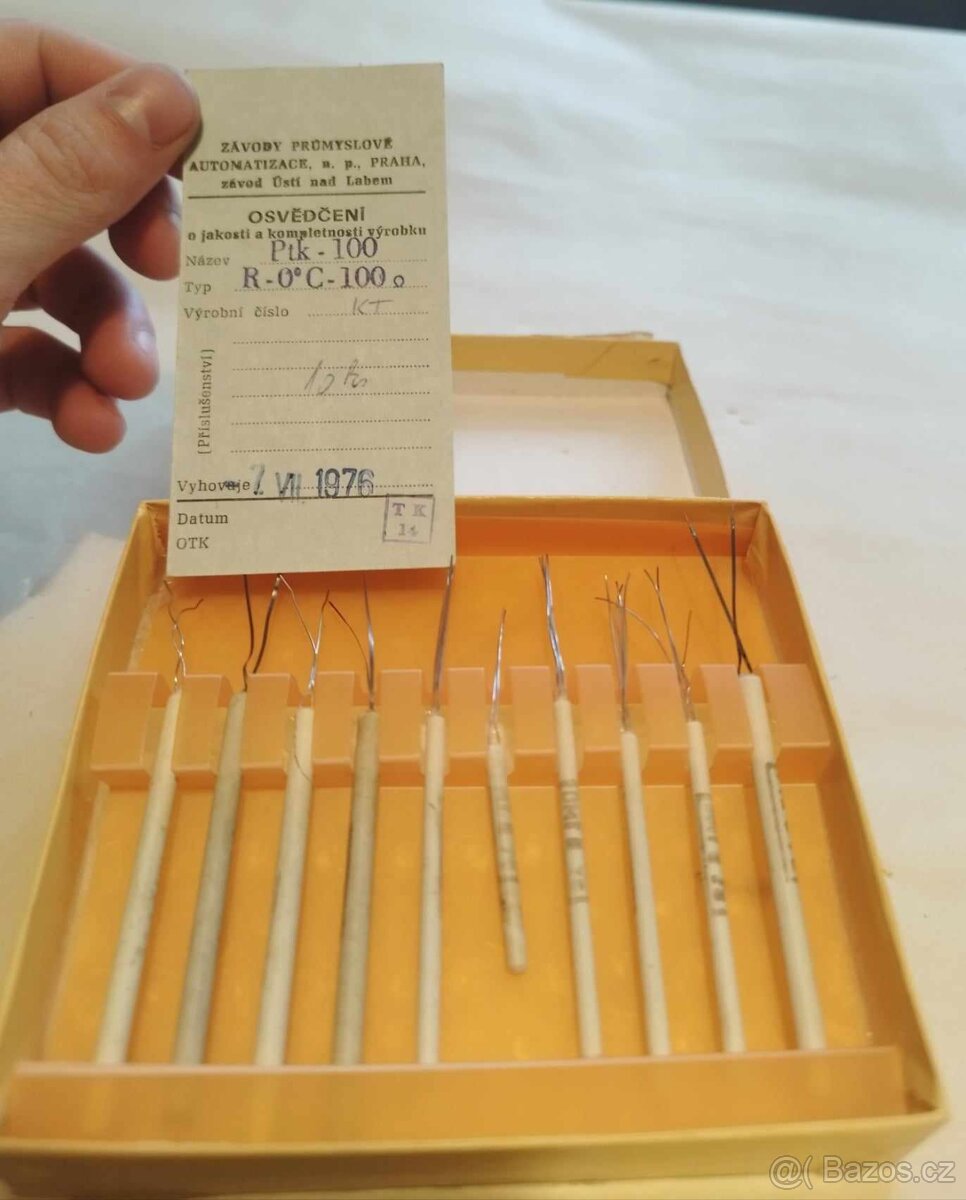 ZÁVODY PRŮMYSLOVÉ
AUTOMATIZACE, n. p., PRAHA,
závod Ústí nad Labem
OSVĚDČENÍ
o jakosti a kompletnosti výrobku
Název Ptk - 100
Typ R - 0°C - 100 o
Výrobní číslo KT
(Příslušenství)
Vyhovuje 7. VII. 1976
Datum
OTK
T K
@( Bazos.cz